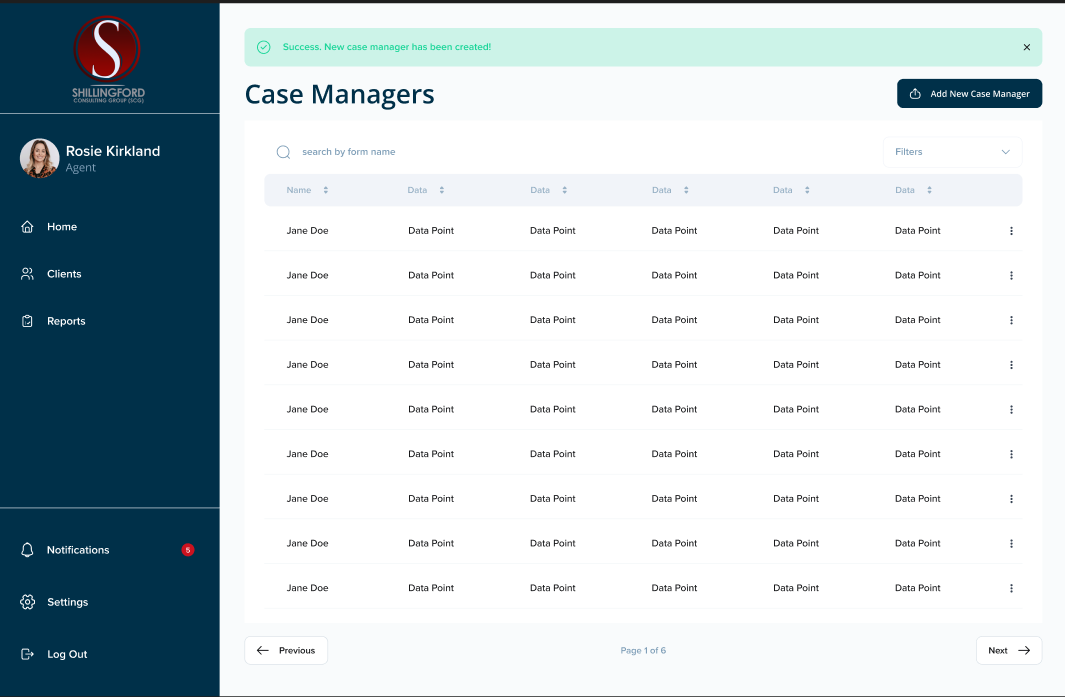 S
SHILLINGFORD
CONSULTING GROUP (SCG)
Rosie Kirkland
Agent
Home
Clients
Reports
Notifications 5
Settings
Log Out
Success. New case manager has been created!
Case Managers
Add New Case Manager
search by form name
Filters
Name Data Data Data Data Data
Jane Doe Data Point Data Point Data Point Data Point Data Point
Jane Doe Data Point Data Point Data Point Data Point Data Point
Jane Doe Data Point Data Point Data Point Data Point Data Point
Jane Doe Data Point Data Point Data Point Data Point Data Point
Jane Doe Data Point Data Point Data Point Data Point Data Point
Jane Doe Data Point Data Point Data Point Data Point Data Point
Jane Doe Data Point Data Point Data Point Data Point Data Point
Jane Doe Data Point Data Point Data Point Data Point Data Point
Jane Doe Data Point Data Point Data Point Data Point Data Point
Previous Page 1 of 6 Next